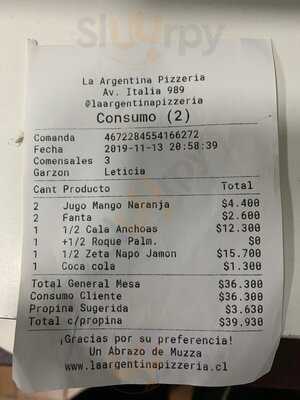 Sluurpy
La Argentina Pizzeria
Av. Italia 989
@laargentinapizzeria
Consumo (2)
Comanda 4672284554166272
Fecha 2019-11-13 20:58:39
Comensales 3
Garzon Leticia
Cant Producto Total
2 Jugo Mango Naranja $4.400
2 Fanta $2.600
1 1/2 Cala Anchoas $12.300
1 +1/2 Roque Palm. $0
1 1/2 Zeta Napo Jamon $15.700
1 Coca cola $1.300
Total General Mesa $36.300
Consumo Cliente $36.300
Propina Sugerida $3.630
Total c/propina $39.930
¡Gracias por su preferencia!
Un Abrazo de Muzza
www.laargentinapizzeria.cl